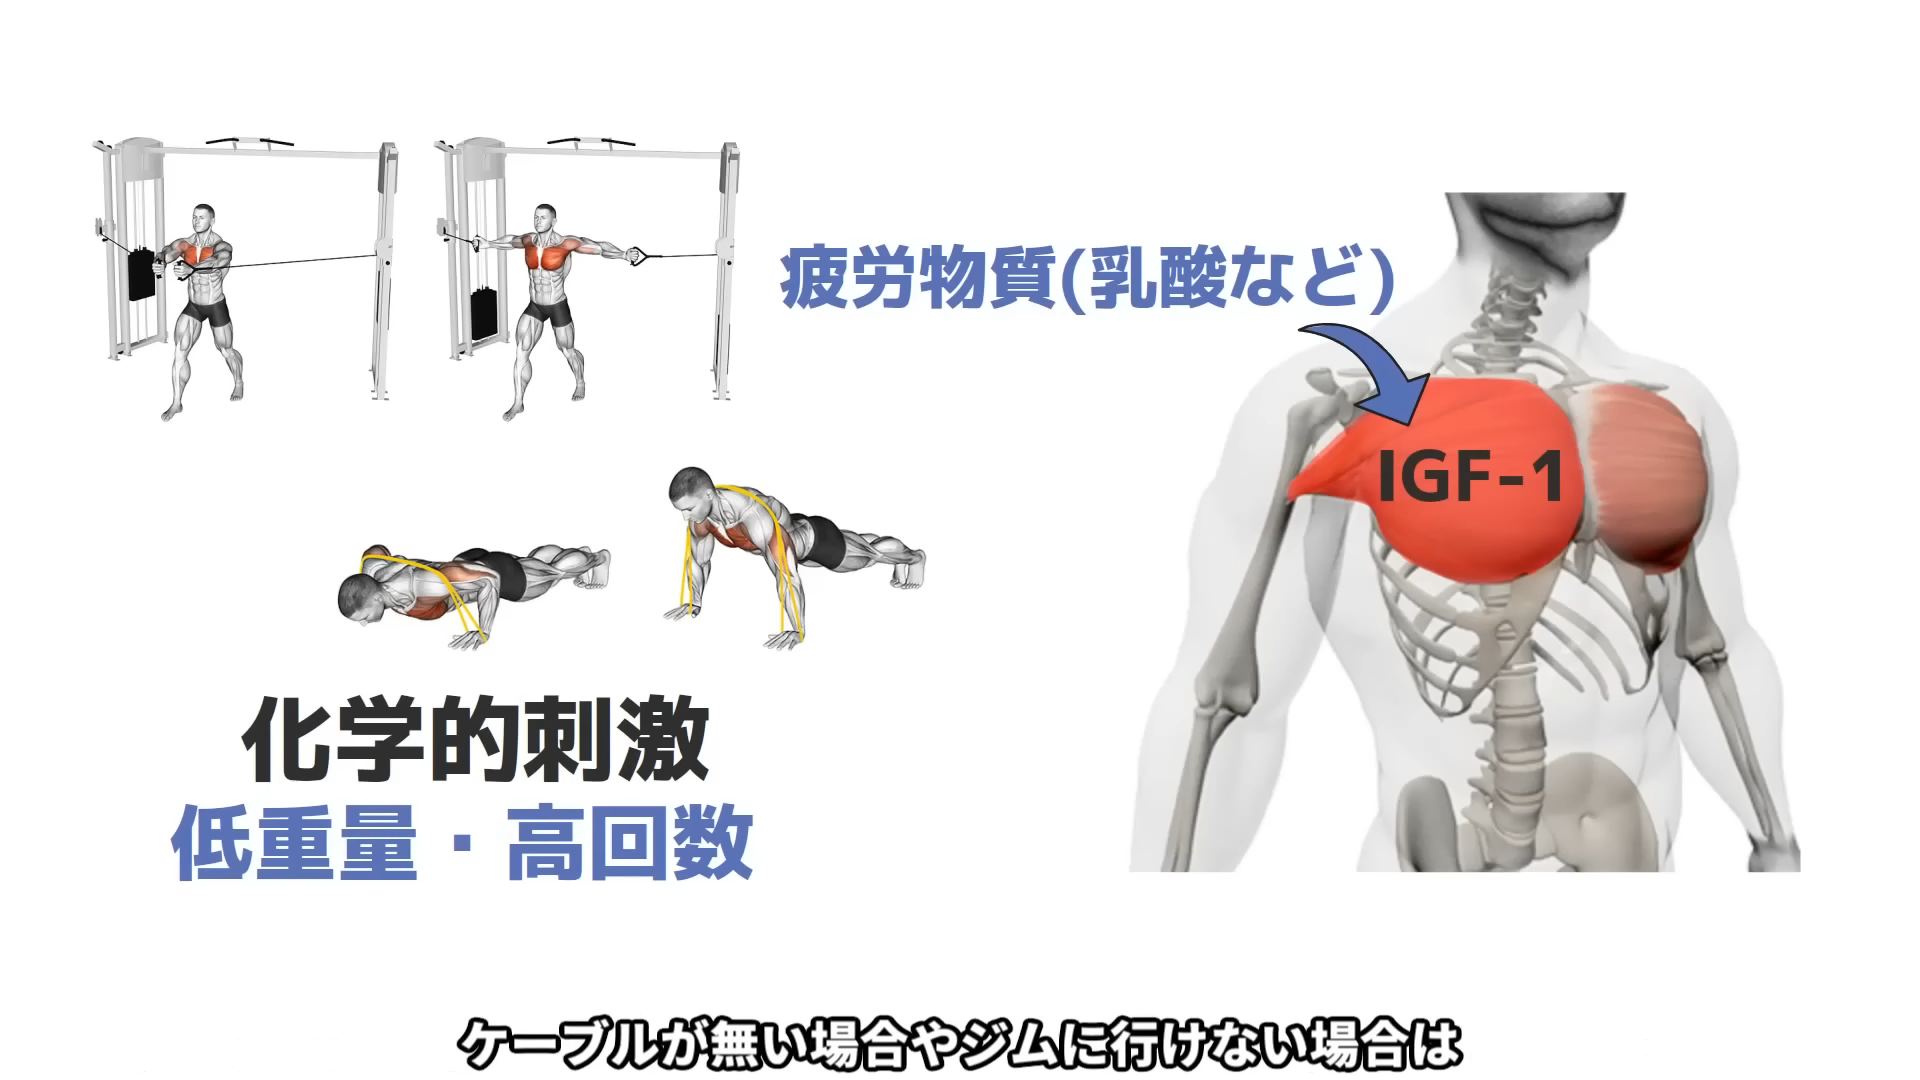 疲労物質(乳酸など)
IGF-1
化学的刺激
低重量・高回数
ケーブルが無い場合やジムに行けない場合は